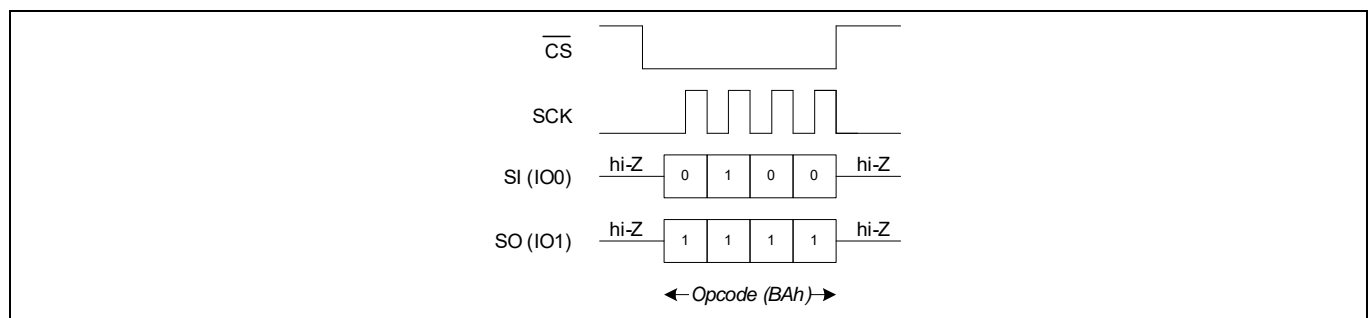 CS
SCK
hi-Z hi-Z
SI (IO0) 0 1 0 0
hi-Z hi-Z
SO (IO1) 1 1 1 1
Opcode (BAh)